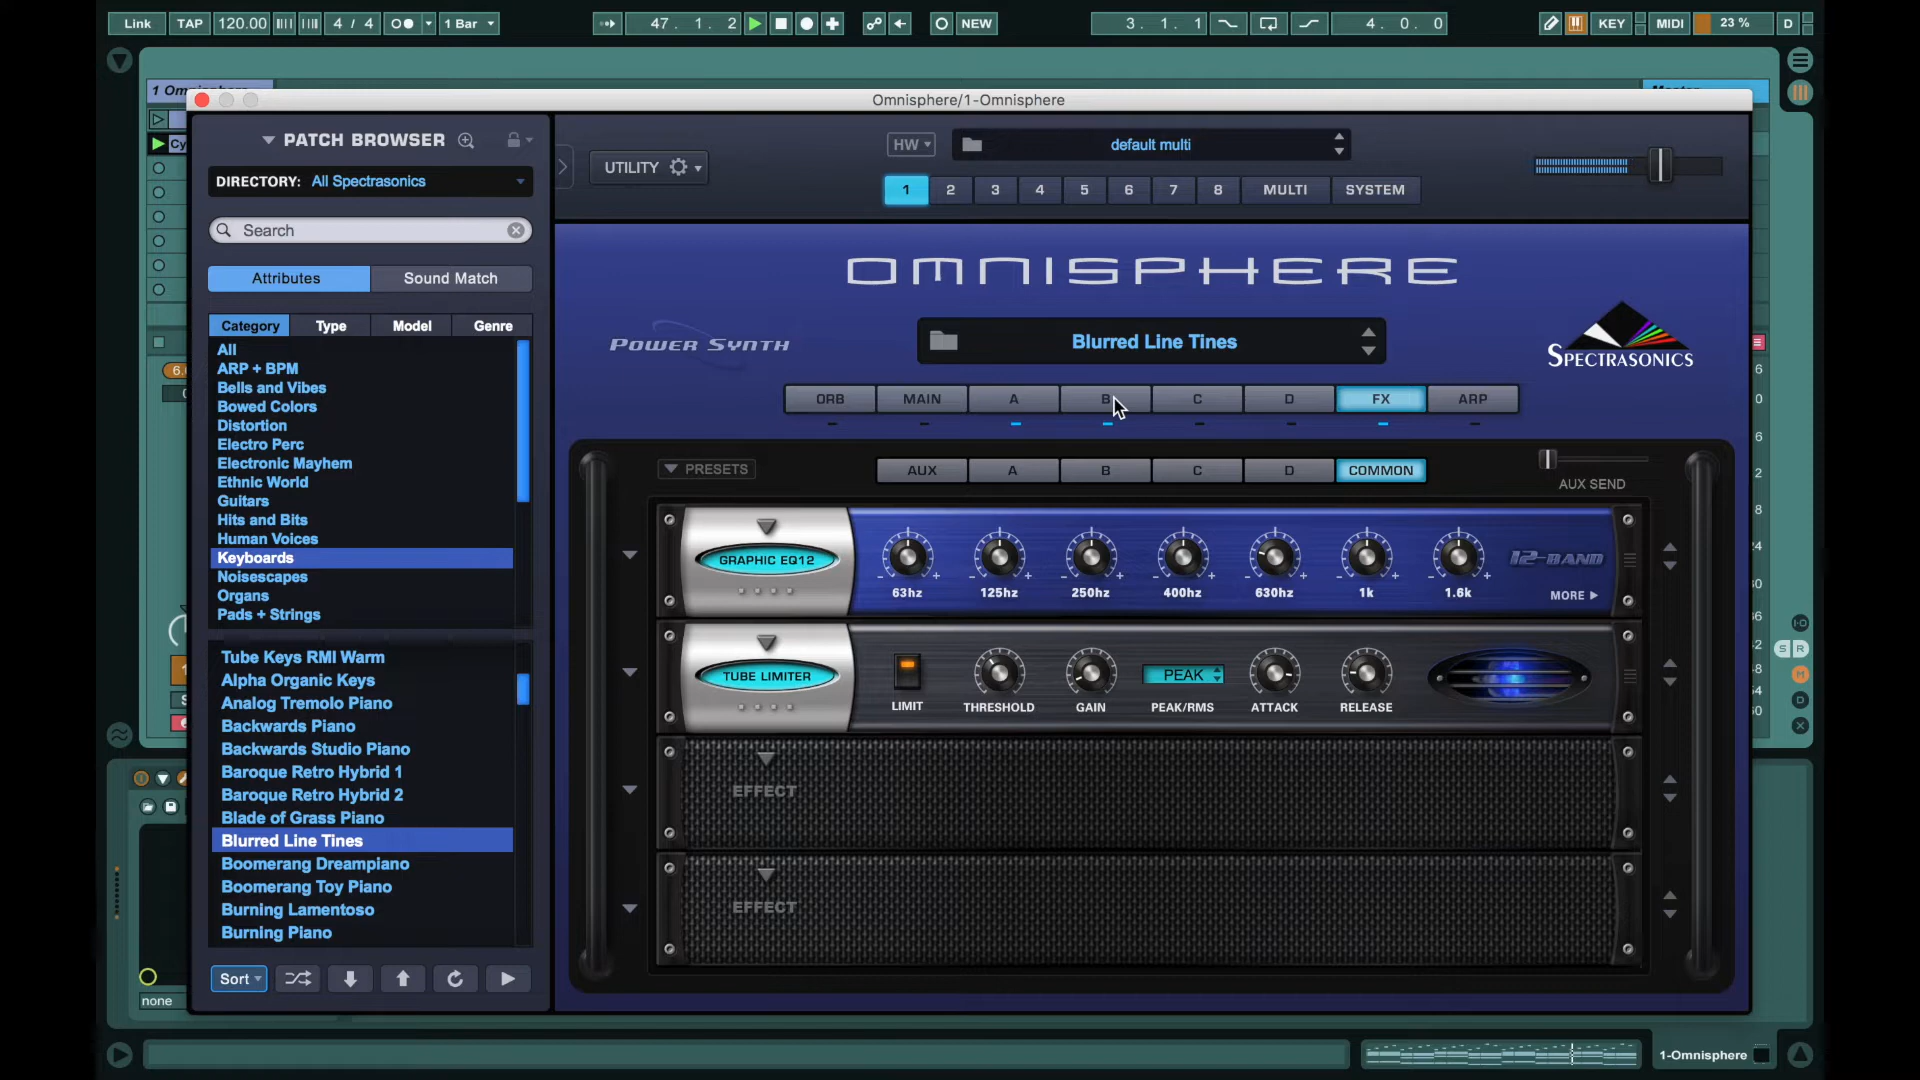 Link TAP 120.00 4 / 4 1 Bar 47. 1. 2 NEW 3. 1. 1 4. 0. 0 KEY MIDI 23 % D
1 Omnisphere
Omnisphere/1-Omnisphere
PATCH BROWSER
DIRECTORY: All Spectrasonics
Search
Attributes Sound Match
Category Type Model Genre
All
ARP + BPM
Bells and Vibes
Bowed Colors
Distortion
Electro Perc
Electronic Mayhem
Ethnic World
Guitars
Hits and Bits
Human Voices
Keyboards
Noisescapes
Organs
Pads + Strings
Tube Keys RMI Warm
Alpha Organic Keys
Analog Tremolo Piano
Backwards Piano
Backwards Studio Piano
Baroque Retro Hybrid 1
Baroque Retro Hybrid 2
Blade of Grass Piano
Blurred Line Tines
Boomerang Dreampiano
Boomerang Toy Piano
Burning Lamentoso
Burning Piano
Sort
UTILITY
HW default multi
1 2 3 4 5 6 7 8 MULTI SYSTEM
OMNISPHERE
POWER SYNTH
Blurred Line Tines
SPECTRASONICS
ORB MAIN A B C D FX ARP
PRESETS AUX A B C D COMMON AUX SEND
GRAPHIC EQ12
63hz 125hz 250hz 400hz 630hz 1k 1.6k
12-BAND
MORE
TUBE LIMITER
PEAK
LIMIT THRESHOLD GAIN PEAK/RMS ATTACK RELEASE
EFFECT
EFFECT
none
1-Omnisphere